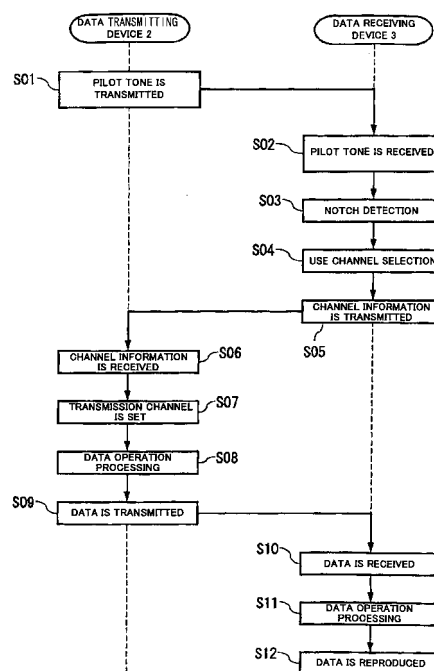 DATA TRANSMITTING
DEVICE 2
DATA RECEIVING
DEVICE 3
S01
PILOT TONE IS
TRANSMITTED
S02
PILOT TONE IS RECEIVED
S03
NOTCH DETECTION
S04
USE CHANNEL SELECTION
CHANNEL INFORMATION
IS TRANSMITTED
S05
CHANNEL INFORMATION
IS RECEIVED
S06
TRANSMISSION CHANNEL
IS SET
S07
DATA OPERATION
PROCESSING
S08
S09
DATA IS TRANSMITTED
S10
DATA IS RECEIVED
S11
DATA OPERATION
PROCESSING
S12
DATA IS REPRODUCED